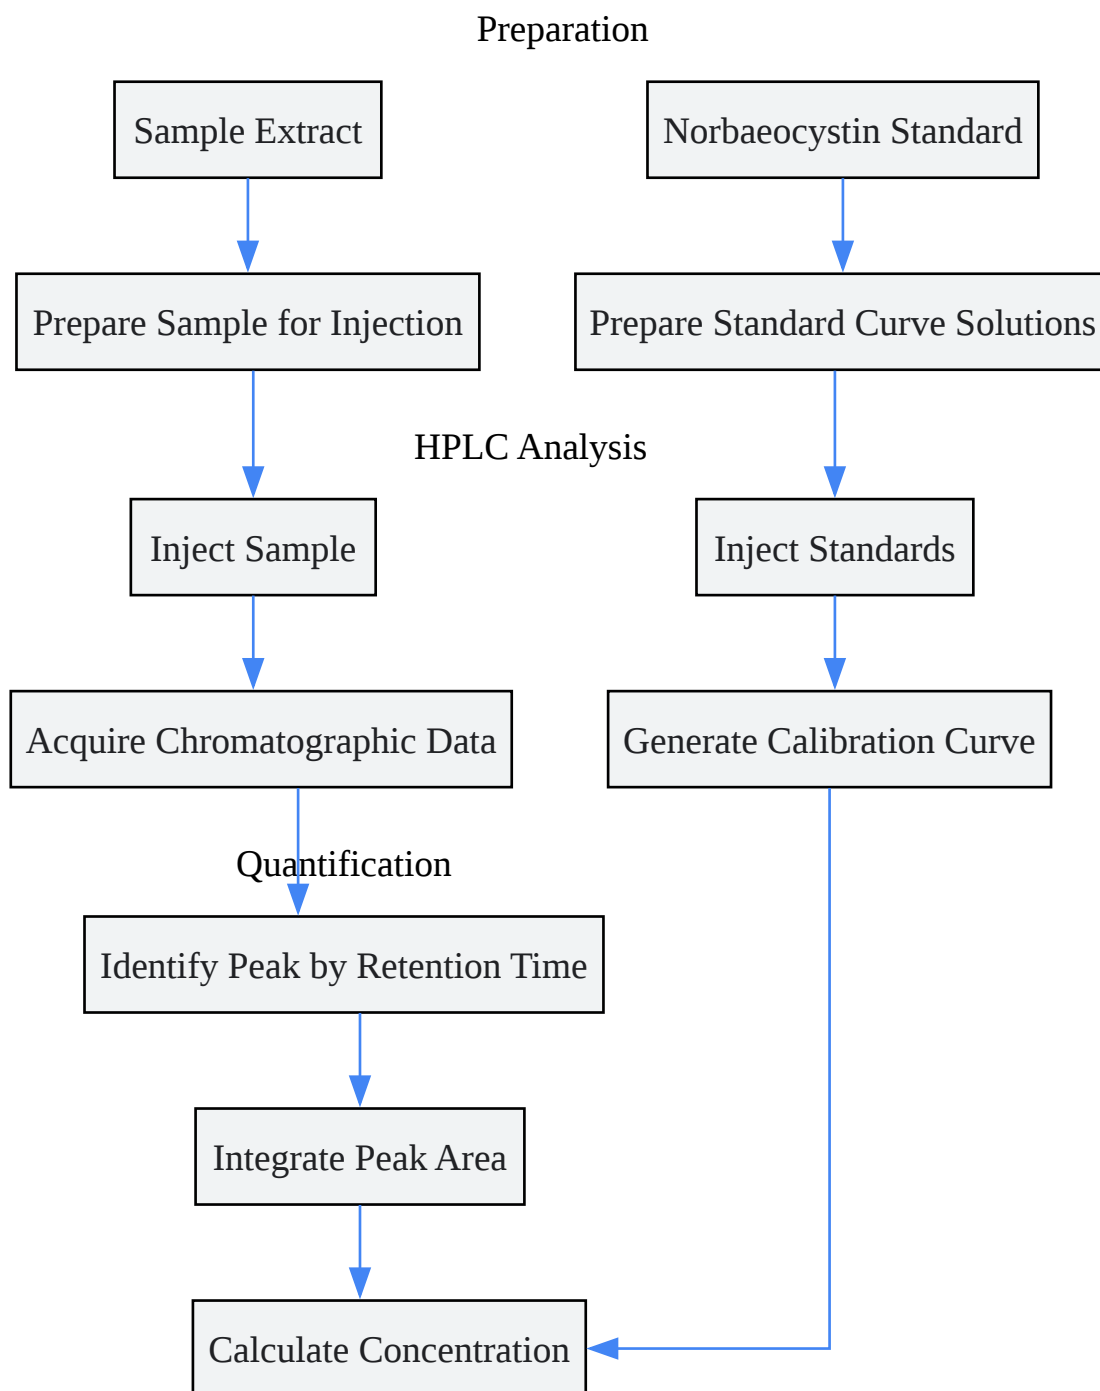 Preparation
Sample Extract
Norbaeocystin Standard
Prepare Sample for Injection
Prepare Standard Curve Solutions
HPLC Analysis
Inject Sample
Inject Standards
Acquire Chromatographic Data
Generate Calibration Curve
Quantification
Identify Peak by Retention Time
Integrate Peak Area
Calculate Concentration